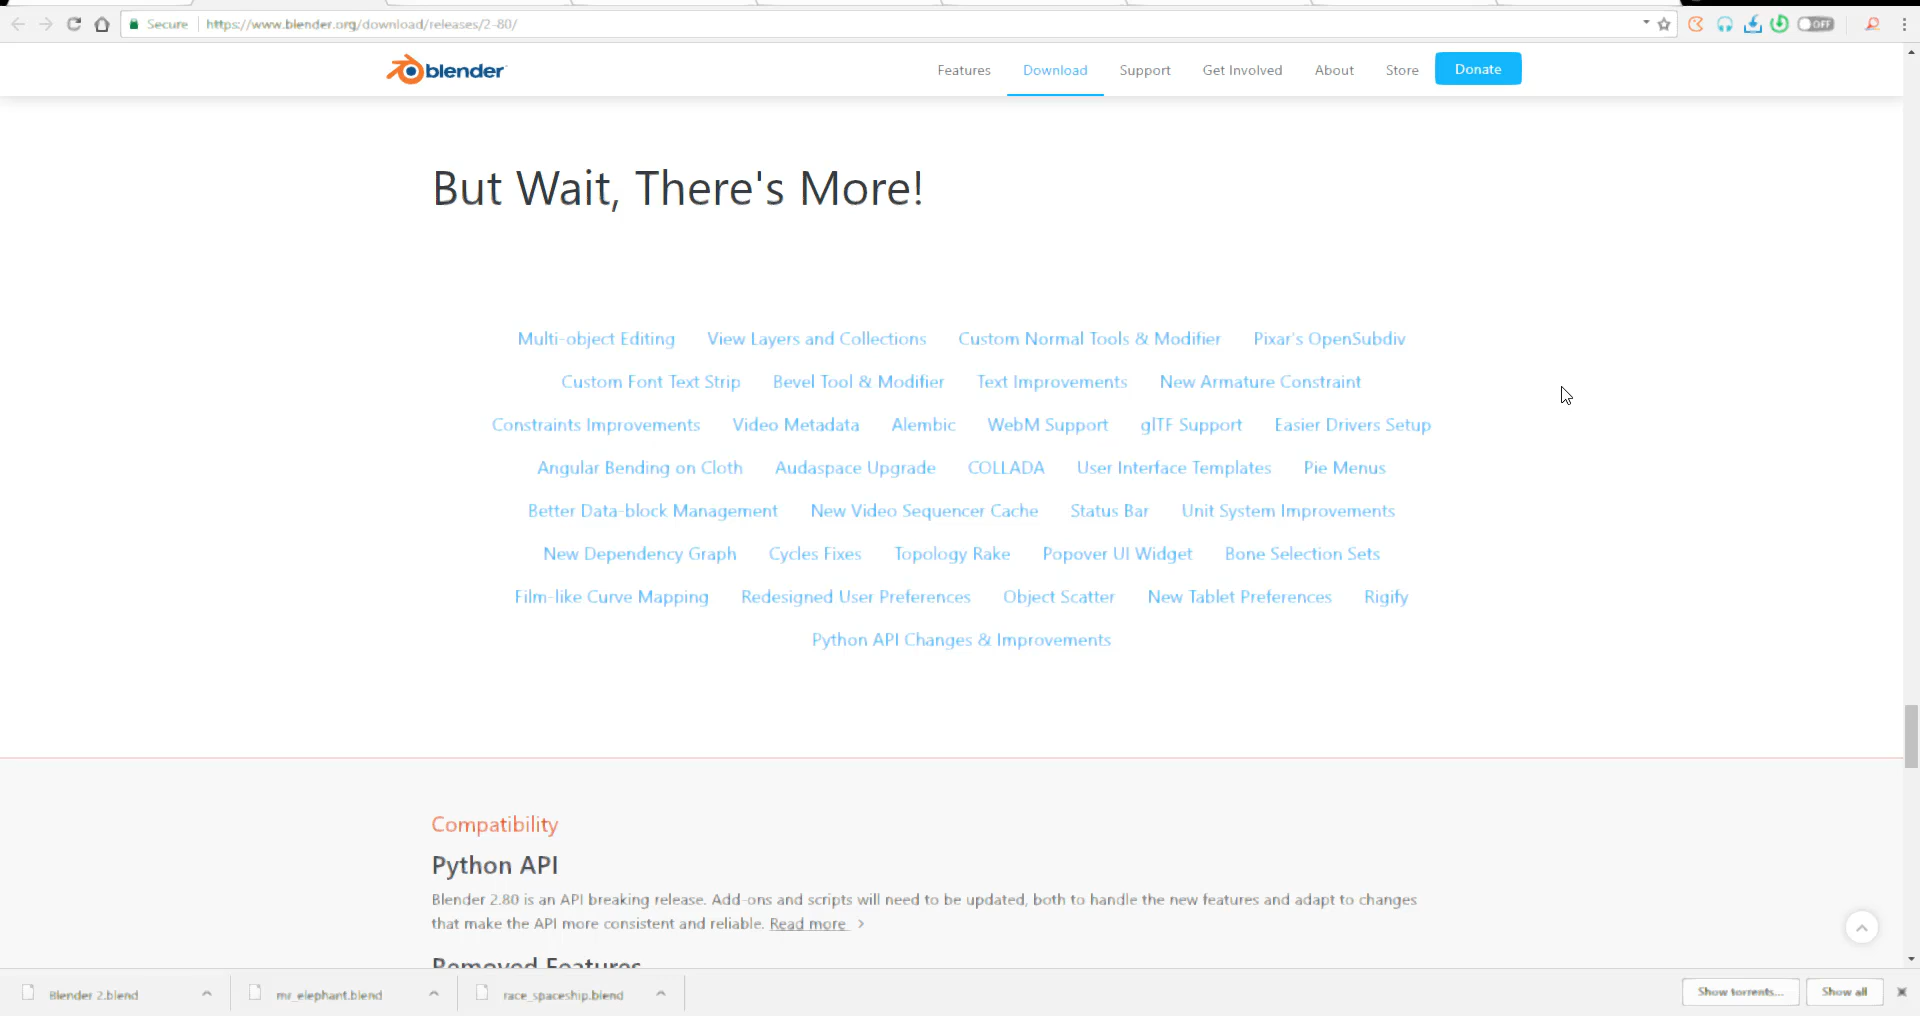 Secure https://www.blender.org/download/releases/2-80/ OFF
blender Features Download Support Get Involved About Store Donate
But Wait, There's More!
Multi-object Editing View Layers and Collections Custom Normal Tools & Modifier Pixar's OpenSubdiv
Custom Font Text Strip Bevel Tool & Modifier Text Improvements New Armature Constraint
Constraints Improvements Video Metadata Alembic WebM Support glTF Support Easier Drivers Setup
Angular Bending on Cloth Audaspace Upgrade COLLADA User Interface Templates Pie Menus
Better Data-block Management New Video Sequencer Cache Status Bar Unit System Improvements
New Dependency Graph Cycles Fixes Topology Rake Popover UI Widget Bone Selection Sets
Film-like Curve Mapping Redesigned User Preferences Object Scatter New Tablet Preferences Rigify
Python API Changes & Improvements
Compatibility
Python API
Blender 2.80 is an API breaking release. Add-ons and scripts will need to be updated, both to handle the new features and adapt to changes
that make the API more consistent and reliable. Read more >
Removed Features
Blender 2.blend mr_elephant.blend race_spaceship.blend Show torrents... Show all